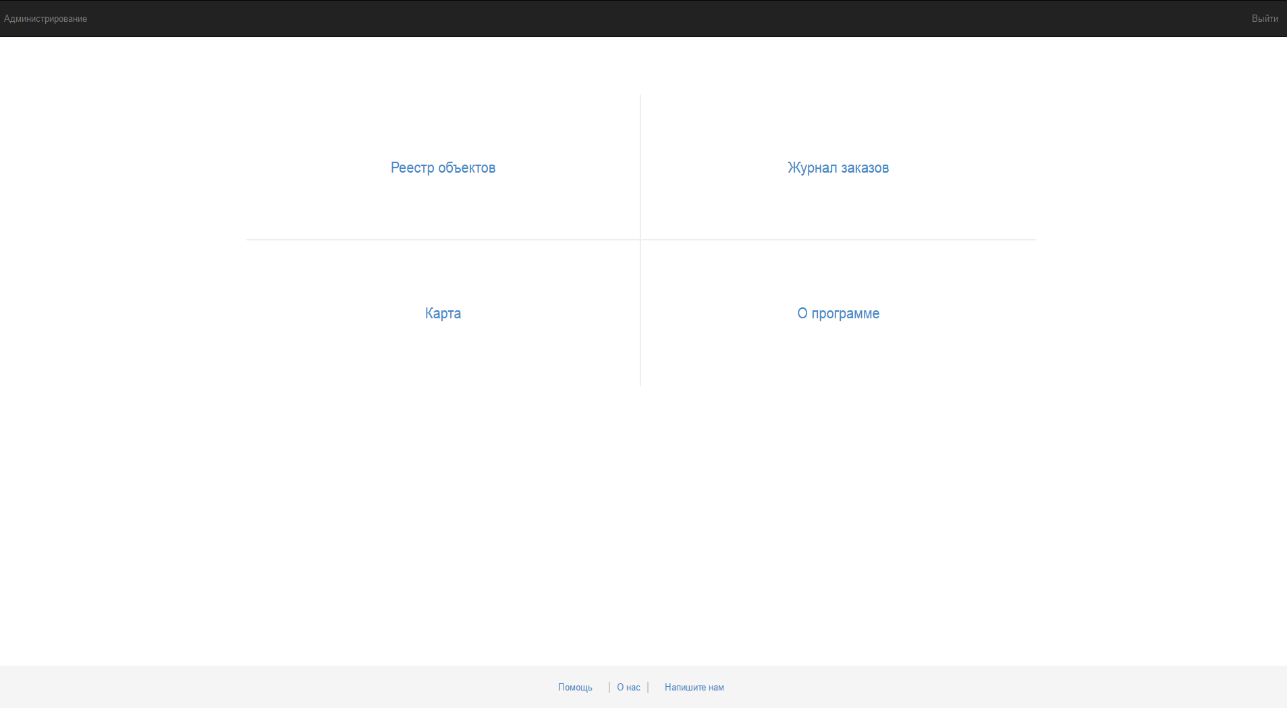 Администрирование
Выйти
Реестр объектов
Журнал заказов
Карта
О программе
Помощь | О нас | Напишите нам